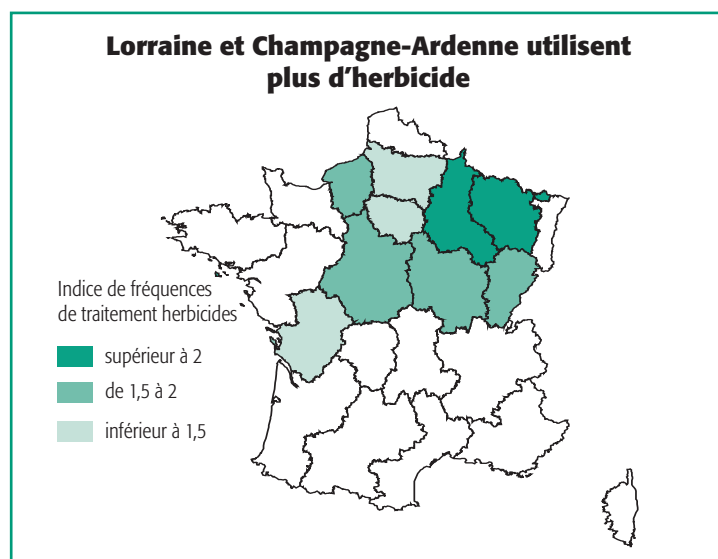 Lorraine et Champagne-Ardenne utilisent
plus d’herbicide
Indice de fréquences
de traitement herbicides
supérieur à 2
de 1,5 à 2
inférieur à 1,5